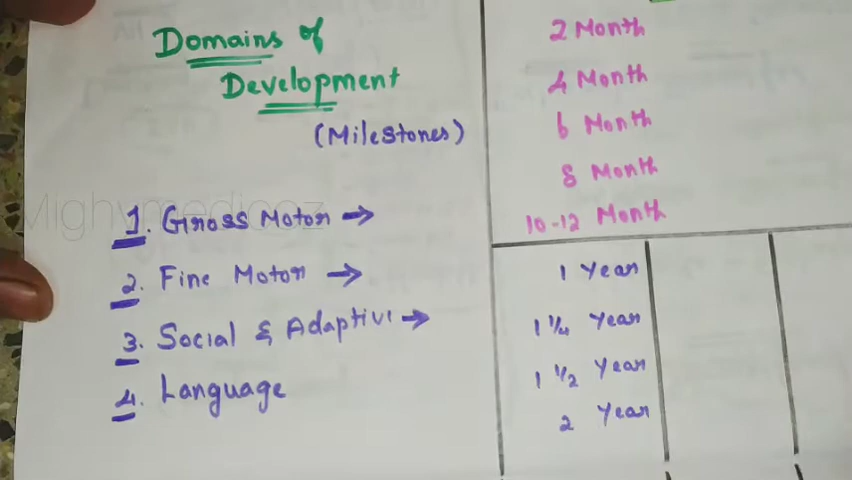 Domains of
Development
(Milestones)
1. Gross Motor →
2. Fine Motor →
3. Social & Adaptive →
4. Language
2 Month
4 Month
6 Month
8 Month
10-12 Month
1 Year
1 1/4 Year
1 1/2 Year
2 Year
Mighymedicoz